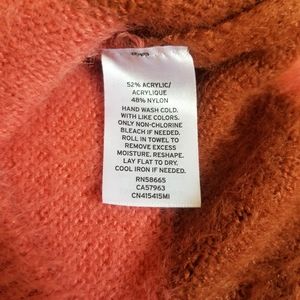 52% ACRYLIC/
ACRYLIQUE
48% NYLON
HAND WASH COLD.
WITH LIKE COLORS.
ONLY NON-CHLORINE
BLEACH IF NEEDED.
ROLL IN TOWEL TO
REMOVE EXCESS
MOISTURE. RESHAPE.
LAY FLAT TO DRY.
COOL IRON IF NEEDED.
RN58665
CA57963
CN415415MI